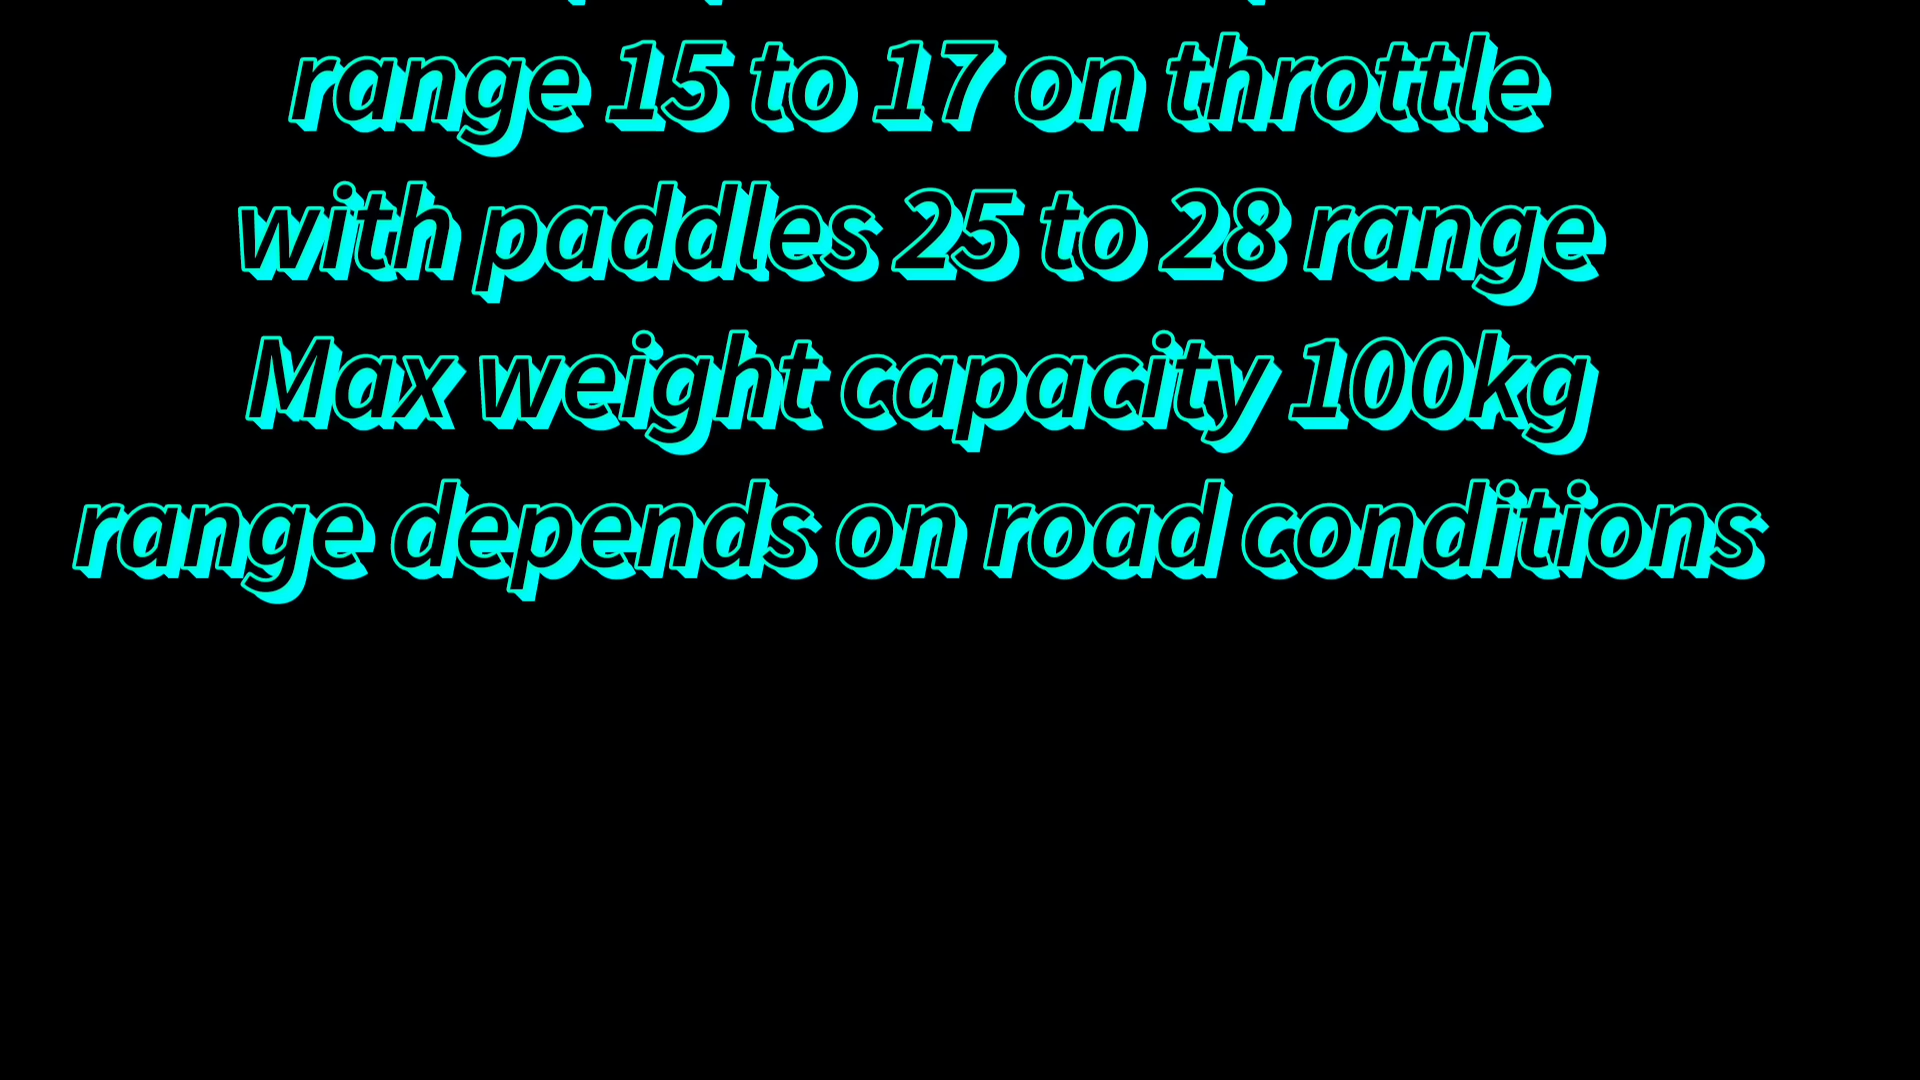 range 15 to 17 on throttle
with paddles 25 to 28 range
Max weight capacity 100kg
range depends on road conditions